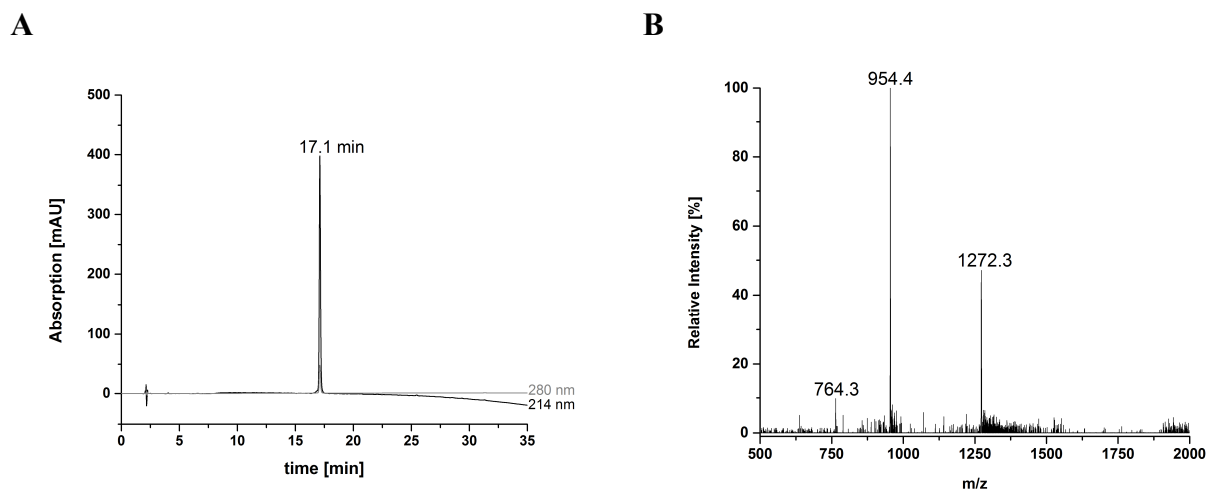 A
B
500
400
300
200
100
0
Absorption [mAU]
17.1 min
280 nm
214 nm
0 5 10 15 20 25 30 35
time [min]
100
80
60
40
20
0
Relative Intensity [%]
954.4
1272.3
764.3
500 750 1000 1250 1500 1750 2000
m/z